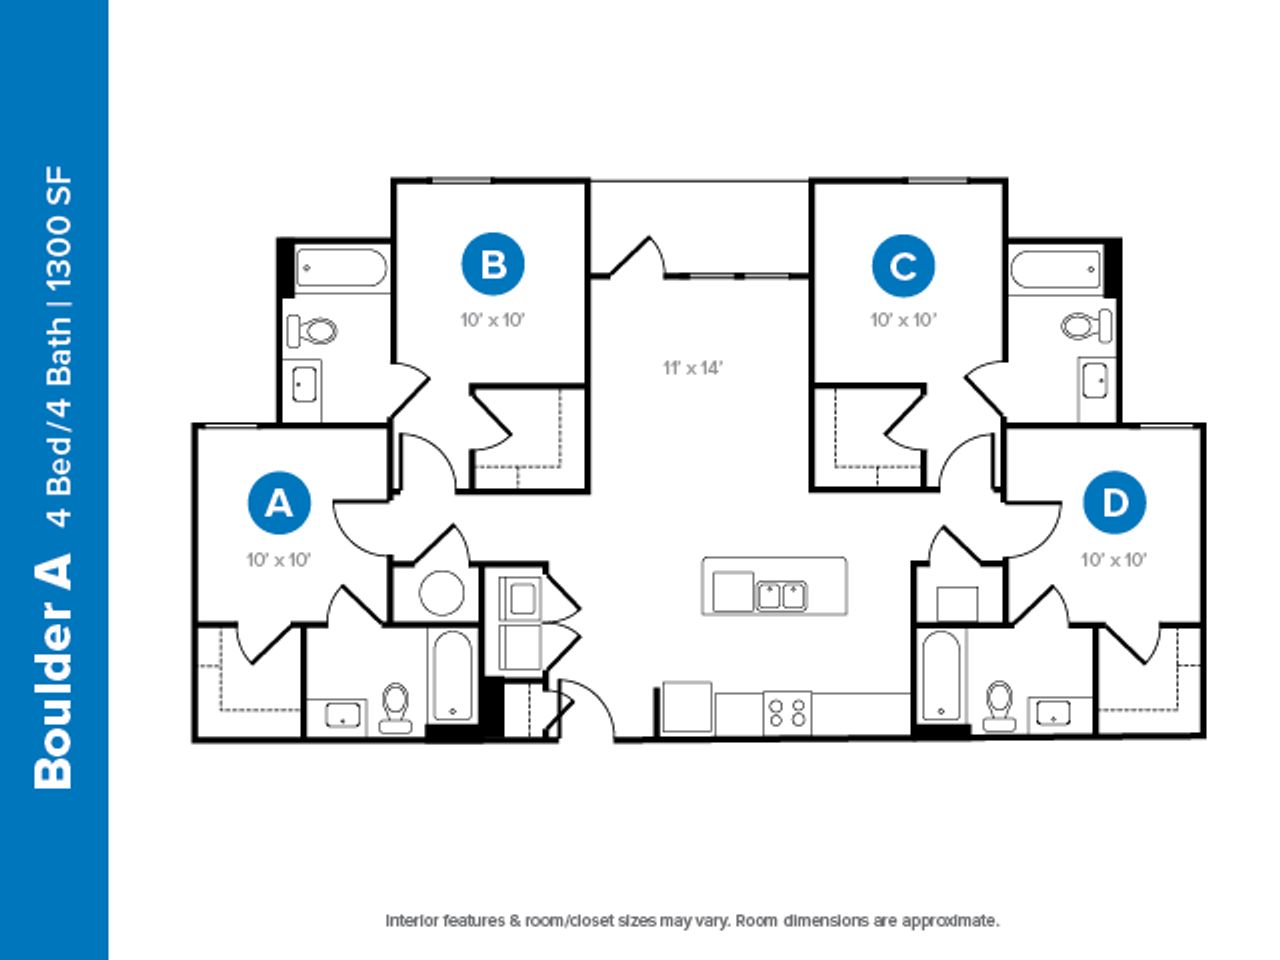 Boulder A 4 Bed/4 Bath | 1300 SF
B
10' x 10'
C
10' x 10'
11' x 14'
A
10' x 10'
D
10' x 10'
Interior features & room/closet sizes may vary. Room dimensions are approximate.